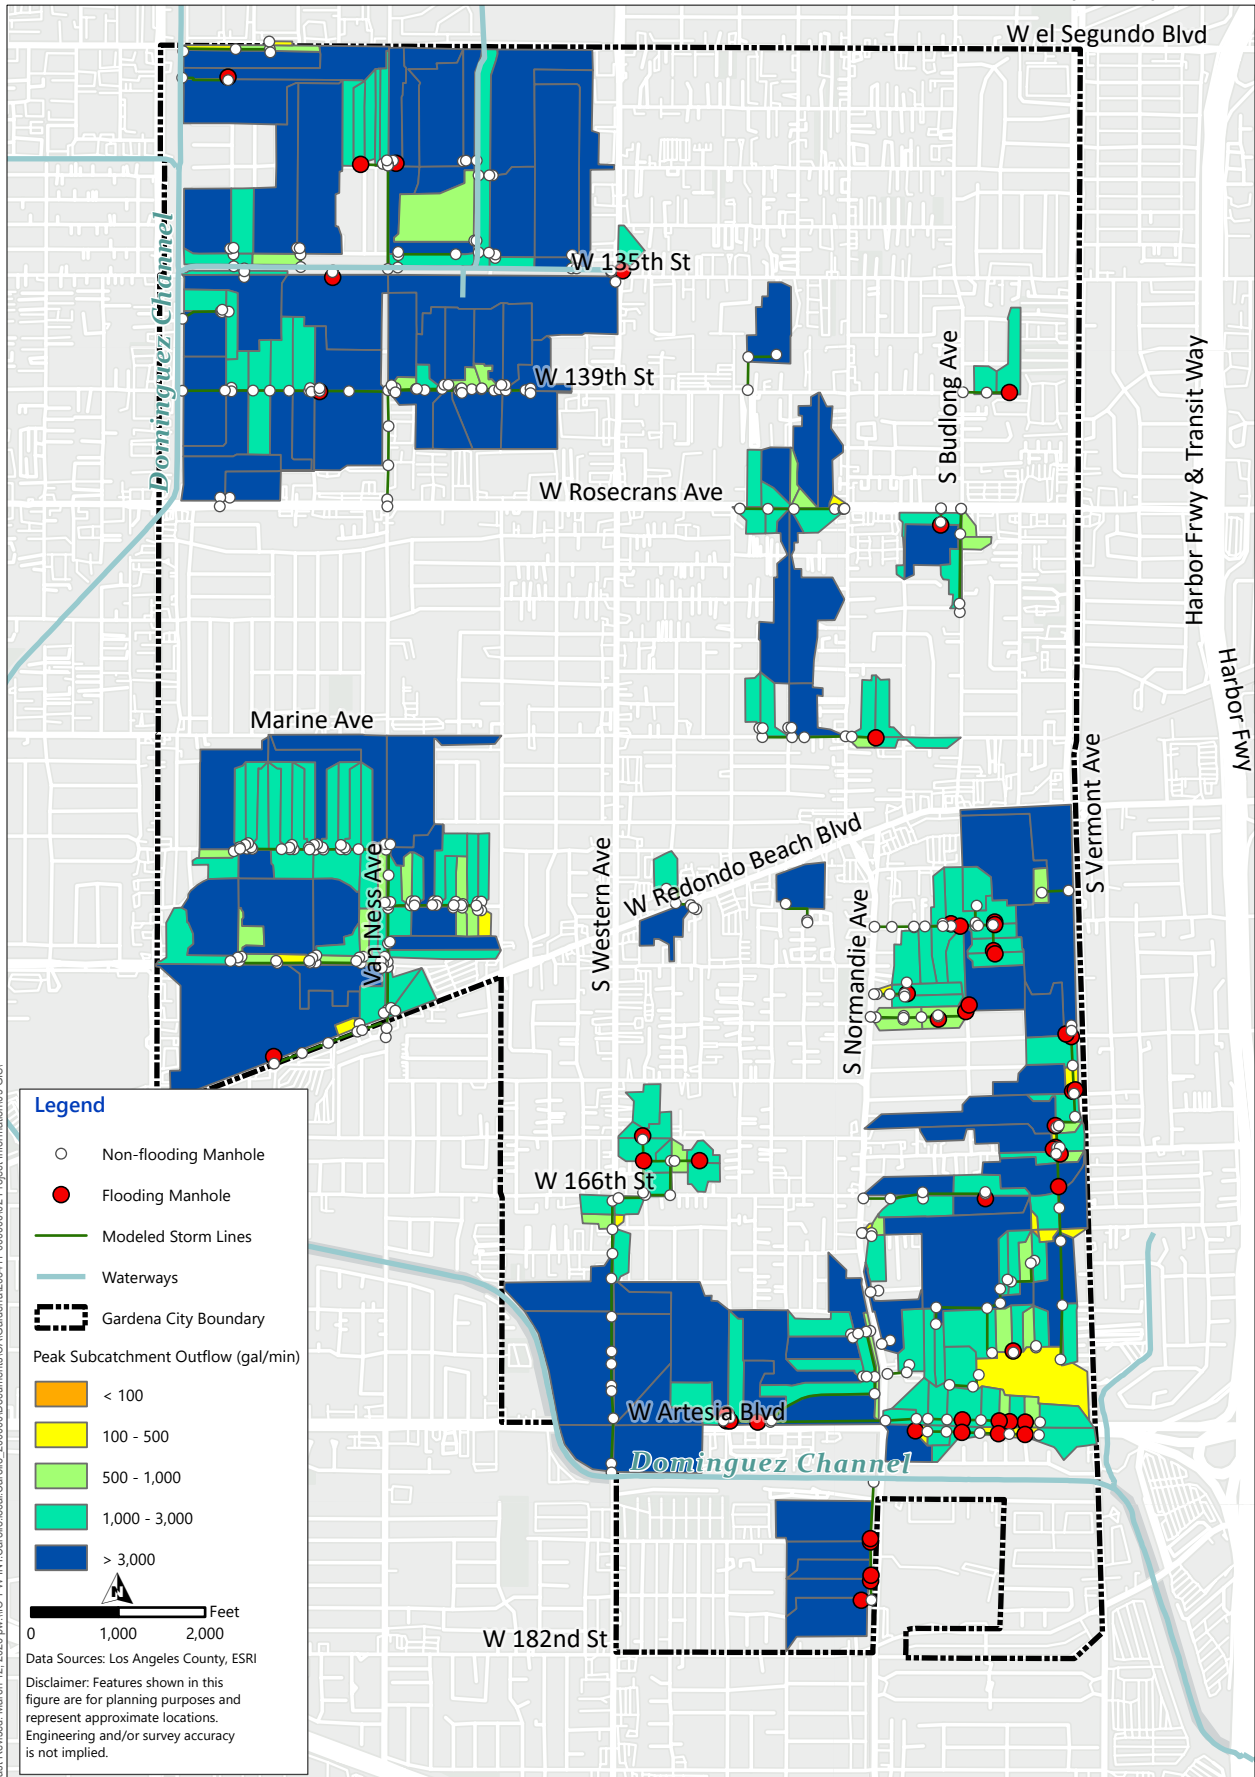 W el Segundo Blvd
Dominguez Channel
W 135th St
W 139th St
S Budlong Ave
Harbor Frwy & Transit Way
W Rosecrans Ave
Harbor Fwy
Marine Ave
S Vermont Ave
Van Ness Ave
S Western Ave
W Redondo Beach Blvd
S Normandie Ave
W 166th St
W Artesia Blvd
Dominguez Channel
W 182nd St
Legend
Non-flooding Manhole
Flooding Manhole
Modeled Storm Lines
Waterways
Gardena City Boundary
Peak Subcatchment Outflow (gal/min)
< 100
100 - 500
500 - 1,000
1,000 - 3,000
> 3,000
N
Feet
0 1,000 2,000
Data Sources: Los Angeles County, ESRI
Disclaimer: Features shown in this
figure are for planning purposes and
represent approximate locations.
Engineering and/or survey accuracy
is not implied.